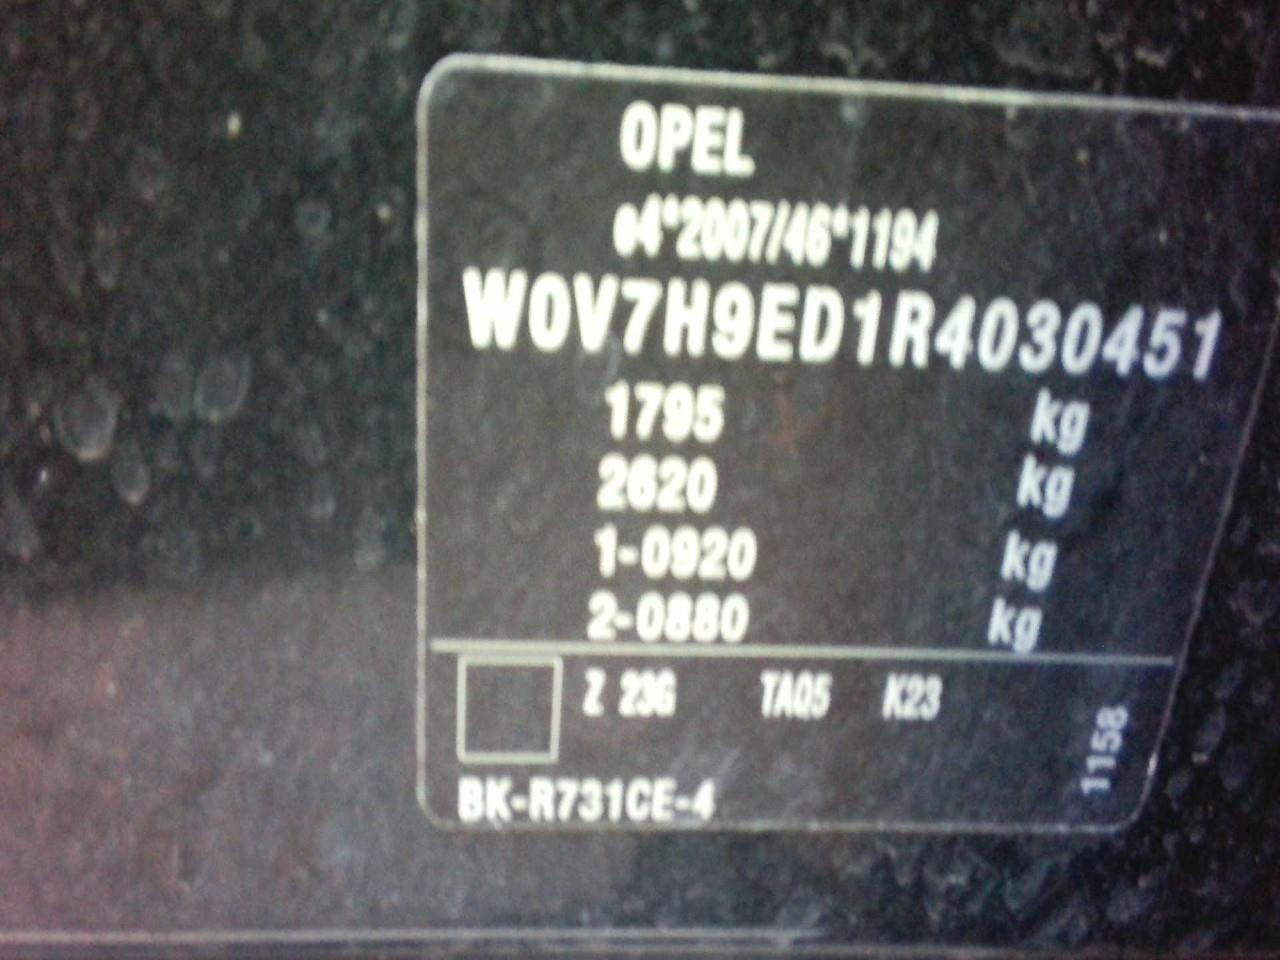 OPEL
e4*2007/46*1194
W0V7H9ED1R4030451
1795 kg
2620 kg
1-0920 kg
2-0880 kg
Z 23G TAQ5 K23
1158
BK-R731CE-4